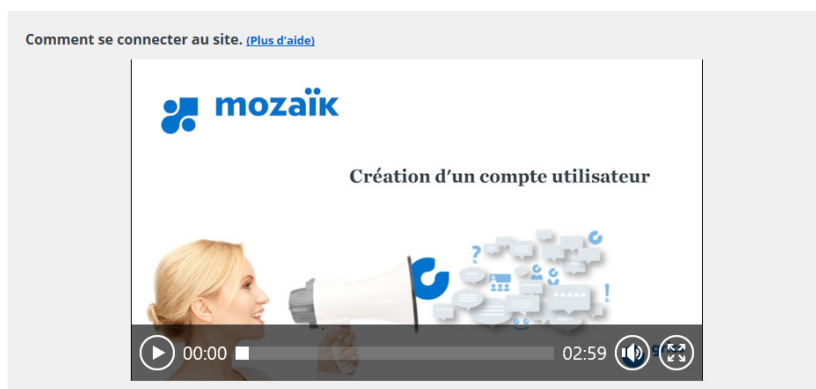 Comment se connecter au site. (Plus d'aide)
mozaïk
Création d'un compte utilisateur
?
!
00:00
02:59